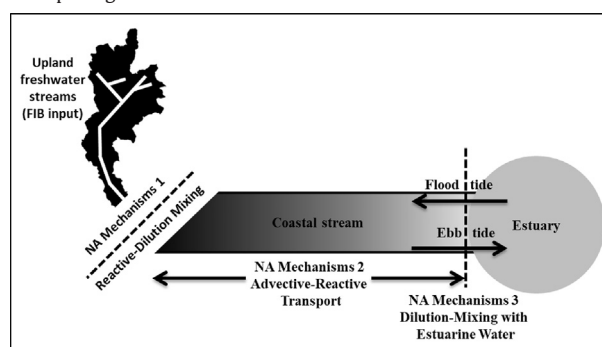 Upland
freshwater
streams
(FIB input)
NA Mechanisms 1
Reactive-Dilution Mixing
Flood tide
Coastal stream
Estuary
Ebb tide
NA Mechanisms 2
Advective-Reactive
Transport
NA Mechanisms 3
Dilution-Mixing with
Estuarine Water